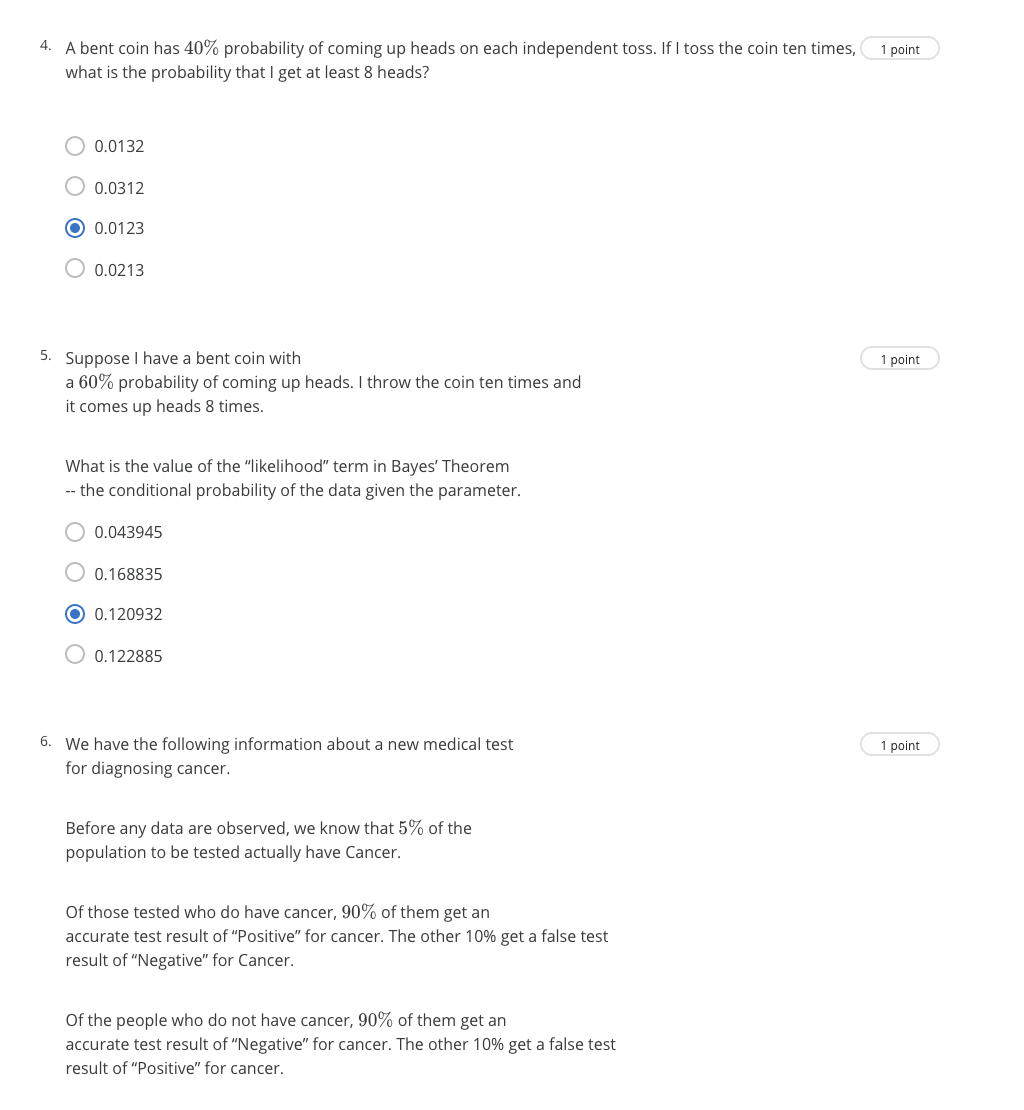 4. A bent coin has 40% probability of coming up heads on each independent toss. If I toss the coin ten times, 1 point
what is the probability that I get at least 8 heads?
0.0132
0.0312
0.0123
0.0213
5. Suppose I have a bent coin with 1 point
a 60% probability of coming up heads. I throw the coin ten times and
it comes up heads 8 times.
What is the value of the “likelihood” term in Bayes’ Theorem
-- the conditional probability of the data given the parameter.
0.043945
0.168835
0.120932
0.122885
6. We have the following information about a new medical test 1 point
for diagnosing cancer.
Before any data are observed, we know that 5% of the
population to be tested actually have Cancer.
Of those tested who do have cancer, 90% of them get an
accurate test result of “Positive” for cancer. The other 10% get a false test
result of “Negative” for Cancer.
Of the people who do not have cancer, 90% of them get an
accurate test result of “Negative” for cancer. The other 10% get a false test
result of “Positive” for cancer.